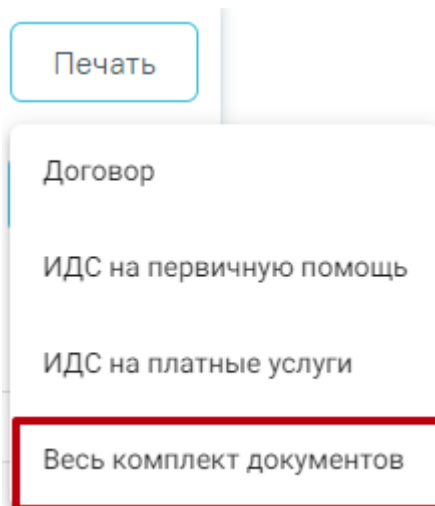 Печать
Договор
ИДС на первичную помощь
ИДС на платные услуги
Весь комплект документов